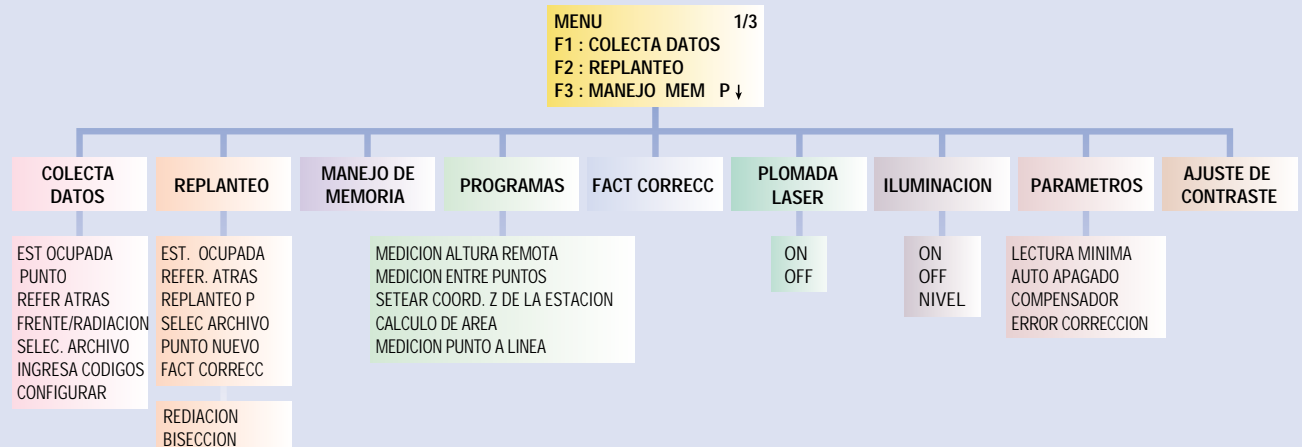 MENU 1/3
F1 : COLECTA DATOS
F2 : REPLANTEO
F3 : MANEJO MEM P ↓
COLECTA
DATOS
REPLANTEO
MANEJO DE
MEMORIA
PROGRAMAS
FACT CORRECC
PLOMADA
LASER
ILUMINACION
PARAMETROS
AJUSTE DE
CONTRASTE
EST OCUPADA
PUNTO
REFER ATRAS
FRENTE/RADIACION
SELEC. ARCHIVO
INGRESA CODIGOS
CONFIGURAR
EST. OCUPADA
REFER. ATRAS
REPLANTEO P
SELEC ARCHIVO
PUNTO NUEVO
FACT CORRECC
REDIACION
BISECCION
MEDICION ALTURA REMOTA
MEDICION ENTRE PUNTOS
SETEAR COORD. Z DE LA ESTACION
CALCULO DE AREA
MEDICION PUNTO A LINEA
ON
OFF
ON
OFF
NIVEL
LECTURA MINIMA
AUTO APAGADO
COMPENSADOR
ERROR CORRECCION